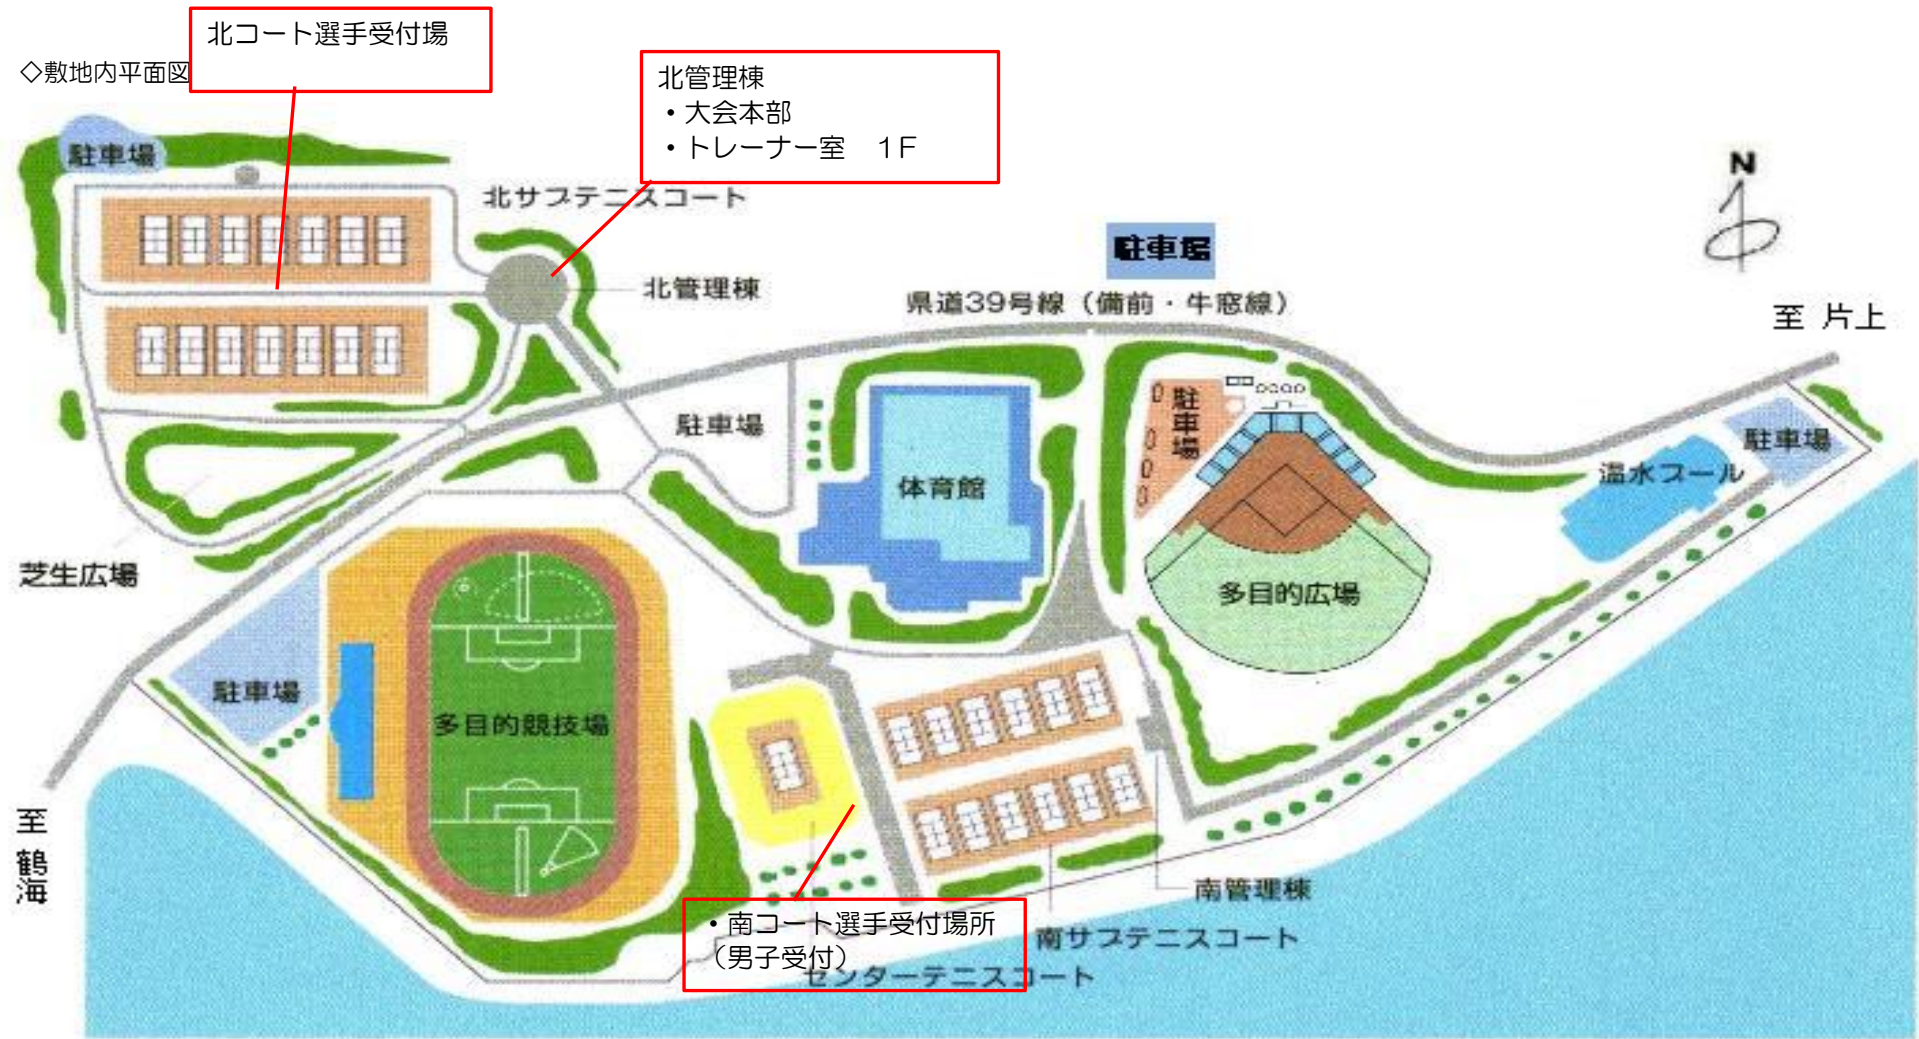 北コート選手受付場
◇敷地内平面図
北管理棟
・大会本部
・トレーナー室　1F
駐車場
北サブテニスコート
N
駐車場
北管理棟
県道39号線（備前・牛窓線）
至 片上
駐車場
駐車場
駐車場
体育館
温水プール
芝生広場
多目的広場
駐車場
多目的競技場
至鶴海
南管理棟
・南コート選手受付場所
（男子受付）
南サブテニスコート
センターテニスコート